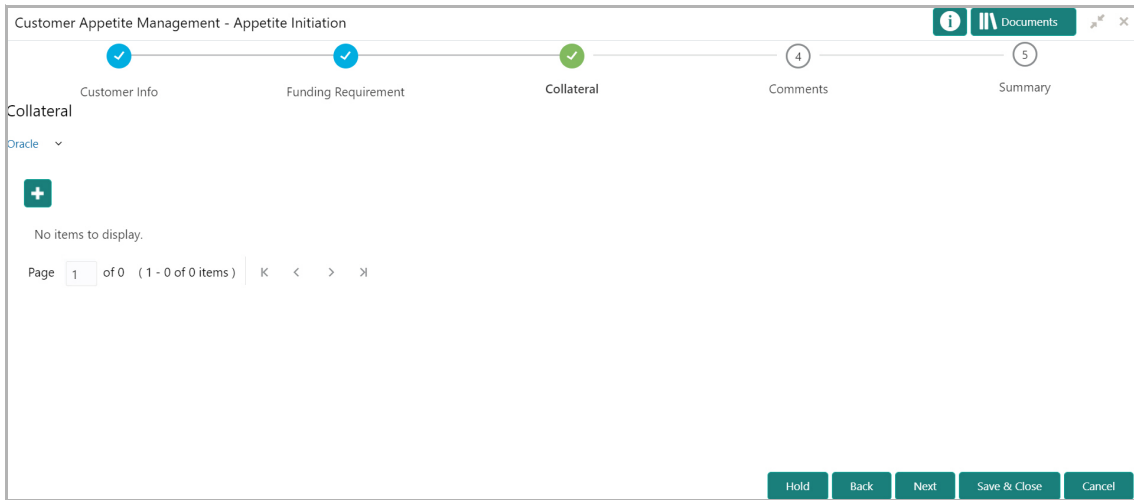 Customer Appetite Management - Appetite Initiation
Documents
4
5
Customer Info
Funding Requirement
Collateral
Comments
Summary
Collateral
Oracle
No items to display.
Page 1 of 0 ( 1 - 0 of 0 items )
Hold
Back
Next
Save & Close
Cancel